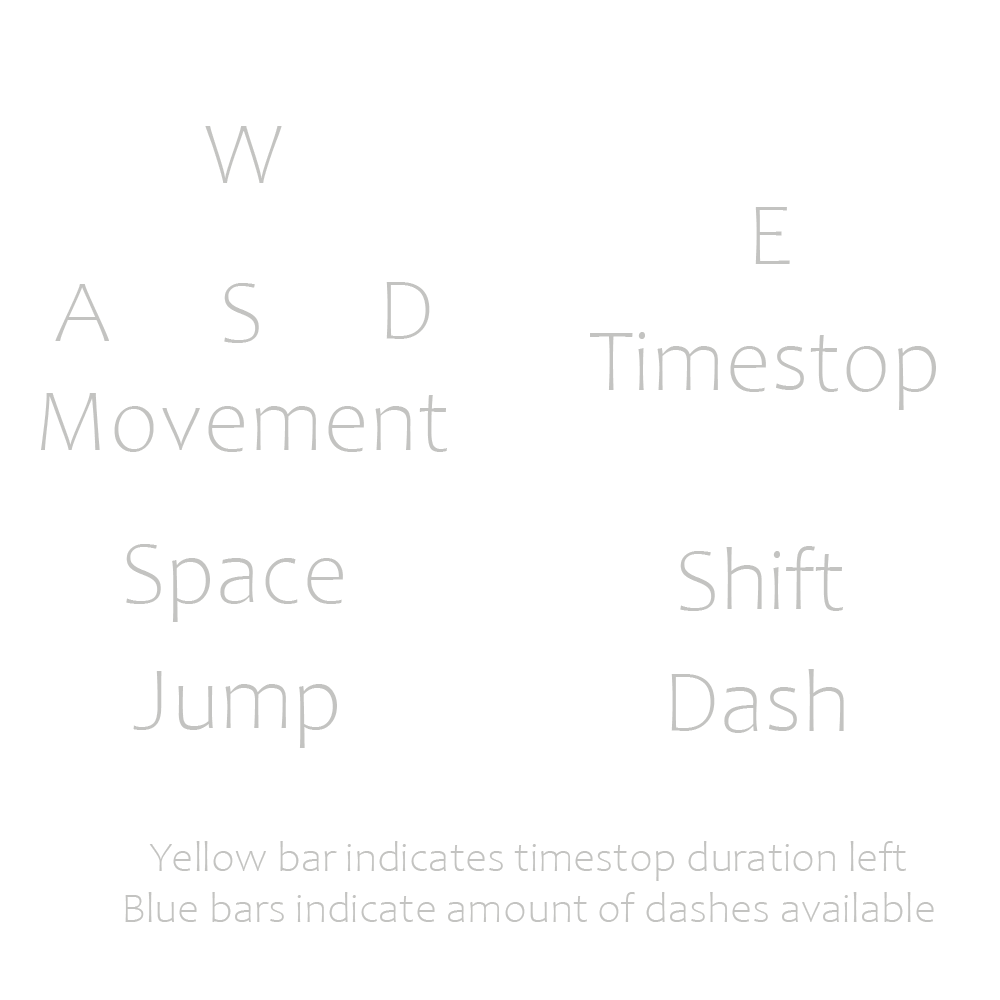 W
A S D
Movement
E
Timestop
Space
Jump
Shift
Dash
Yellow bar indicates timestop duration left
Blue bars indicate amount of dashes available